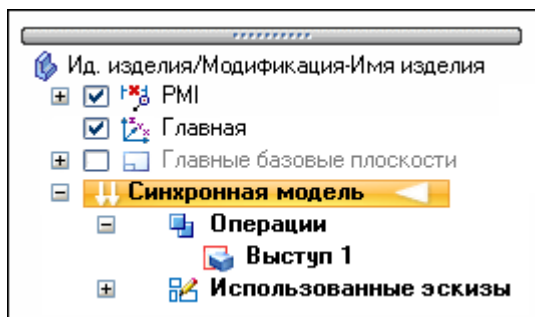 Ид. изделия/Модификация-Имя изделия
PMI
Главная
Главные базовые плоскости
Синхронная модель
Операции
Выступ 1
Использованные эскизы